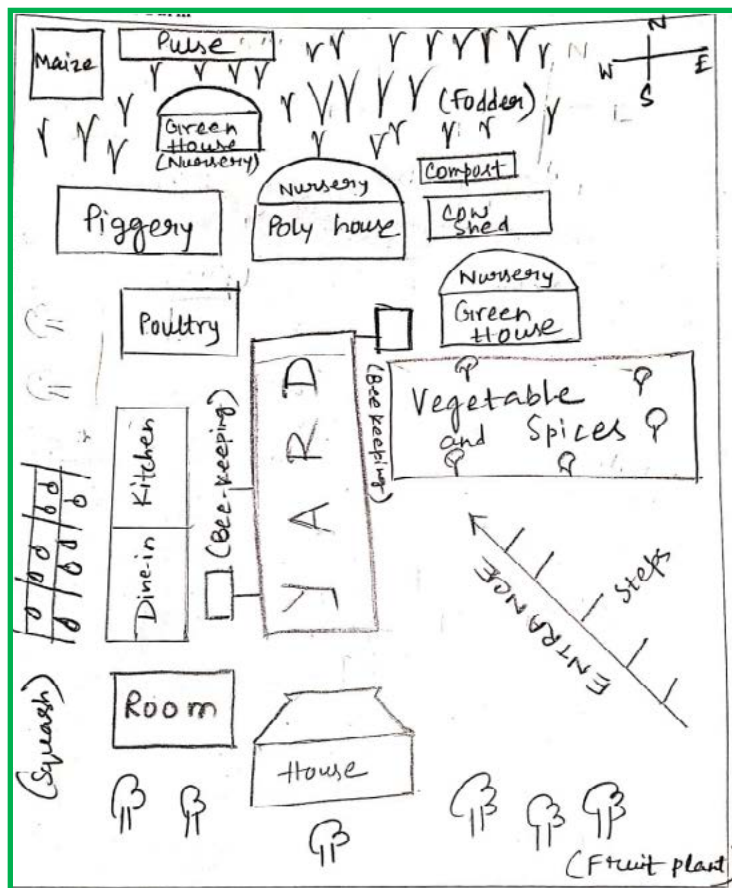 N
Maize
Pulse
W
E
S
(Fodder)
Green
House
(Nursery)
Compost
Nursery
Poly house
Piggery
Cow
Shed
Nursery
Green
House
Poultry
(Bee keeping)
Vegetable
and Spices
YARD
Kitchen
(Bee-keeping)
Dine-in
steps
ENTRANCE
(Squash)
Room
House
(Fruit plant)